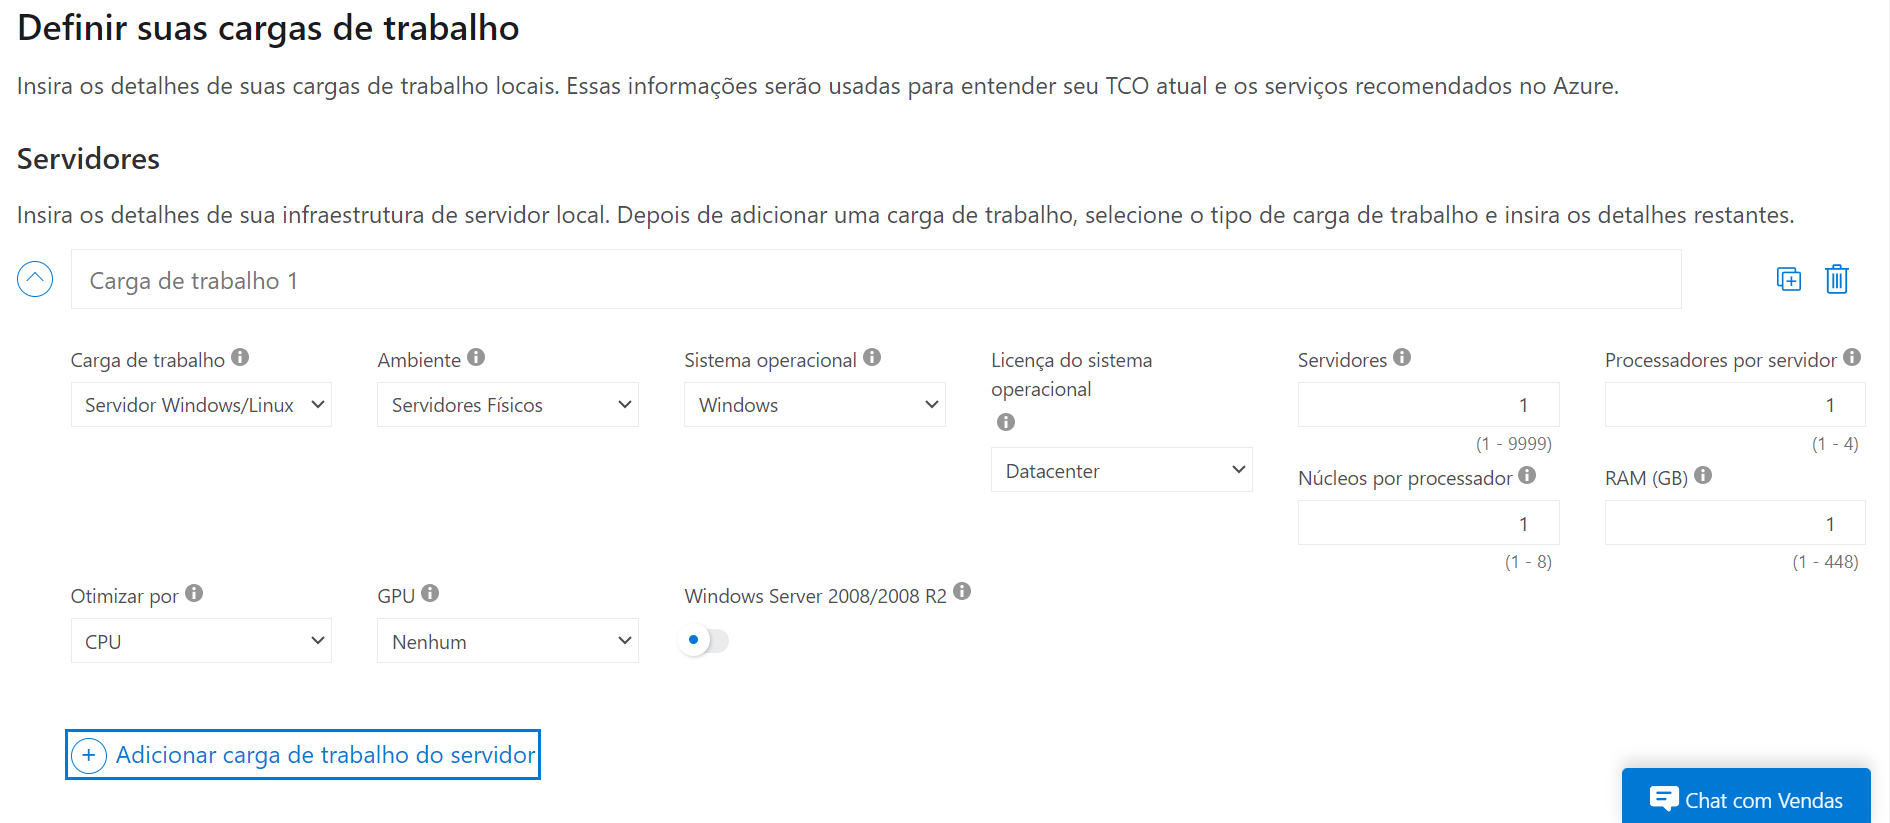 Definir suas cargas de trabalho
Insira os detalhes de suas cargas de trabalho locais. Essas informações serão usadas para entender seu TCO atual e os serviços recomendados no Azure.
Servidores
Insira os detalhes de sua infraestrutura de servidor local. Depois de adicionar uma carga de trabalho, selecione o tipo de carga de trabalho e insira os detalhes restantes.
Carga de trabalho 1
Carga de trabalho
Servidor Windows/Linux
Ambiente
Servidores Físicos
Sistema operacional
Windows
Licença do sistema
operacional
Datacenter
Servidores
1
(1 - 9999)
Processadores por servidor
1
(1 - 4)
Núcleos por processador
1
(1 - 8)
RAM (GB)
1
(1 - 448)
Otimizar por
CPU
GPU
Nenhum
Windows Server 2008/2008 R2
Adicionar carga de trabalho do servidor
Chat com Vendas